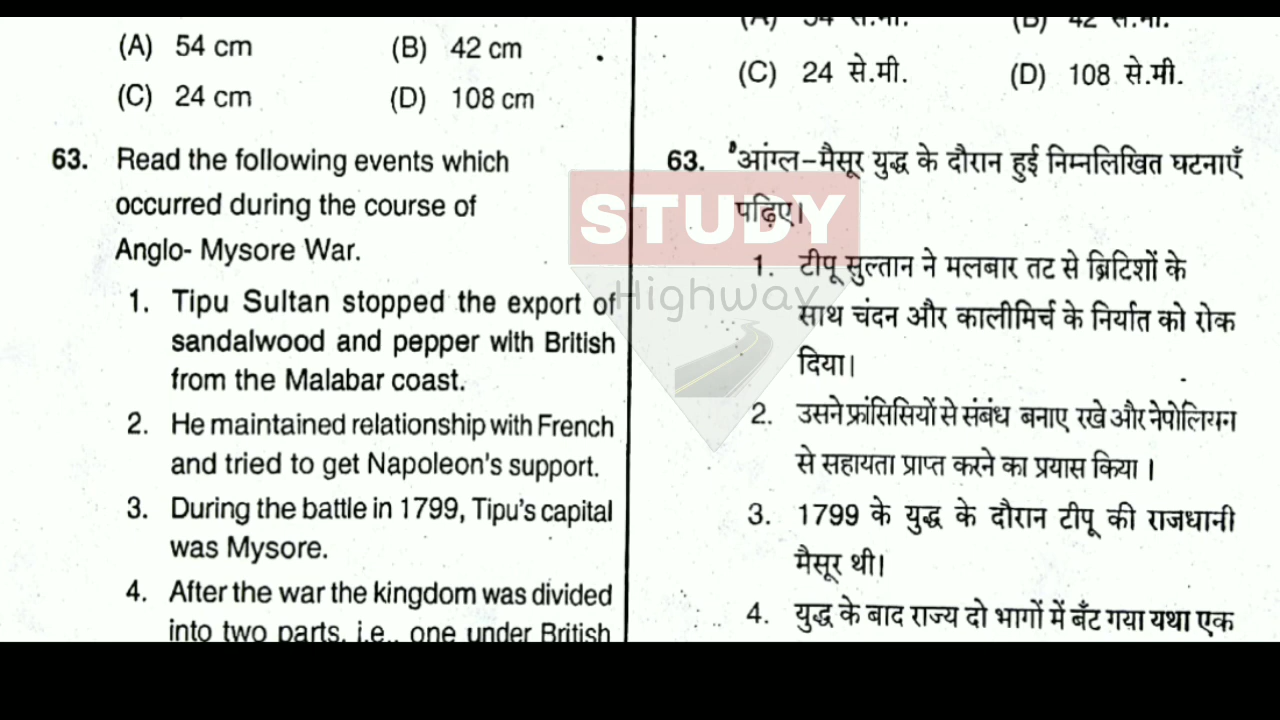 (A) 54 cm (B) 42 cm
(C) 24 cm (D) 108 cm
63. Read the following events which
occurred during the course of
Anglo- Mysore War.
1. Tipu Sultan stopped the export of
sandalwood and pepper with British
from the Malabar coast.
2. He maintained relationship with French
and tried to get Napoleon's support.
3. During the battle in 1799, Tipu's capital
was Mysore.
4. After the war the kingdom was divided
into two parts, i.e., one under British
(A) 54 से.मी. (B) 42 से.मी.
(C) 24 से.मी. (D) 108 से.मी.
63. आंग्ल-मैसूर युद्ध के दौरान हुई निम्नलिखित घटनाएँ
पढ़िए।
1. टीपू सुल्तान ने मलबार तट से ब्रिटिशों के
साथ चंदन और कालीमिर्च के निर्यात को रोक
दिया।
2. उसने फ्रांसिसियों से संबंध बनाए रखे और नेपोलियन
से सहायता प्राप्त करने का प्रयास किया।
3. 1799 के युद्ध के दौरान टीपू की राजधानी
मैसूर थी।
4. युद्ध के बाद राज्य दो भागों में बँट गया यथा एक
STUDY
Highway